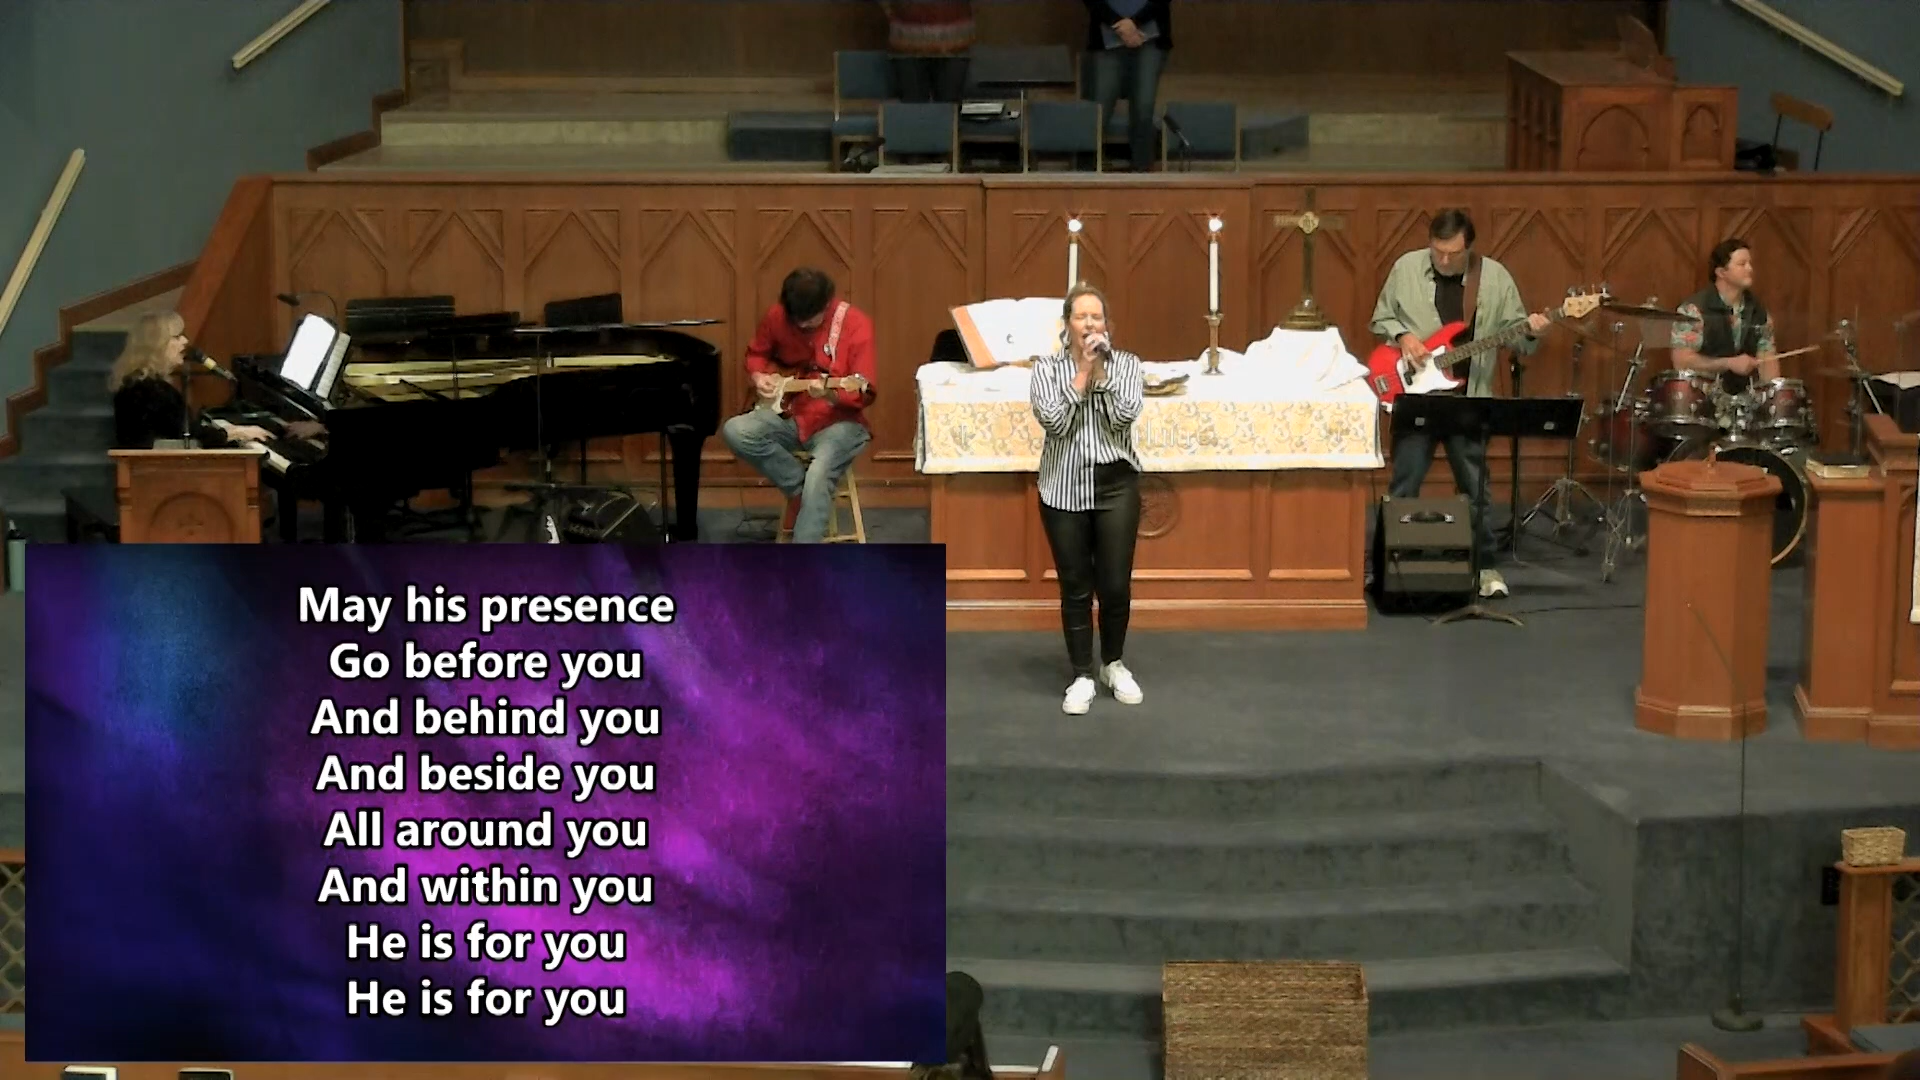 May his presence
Go before you
And behind you
And beside you
All around you
And within you
He is for you
He is for you